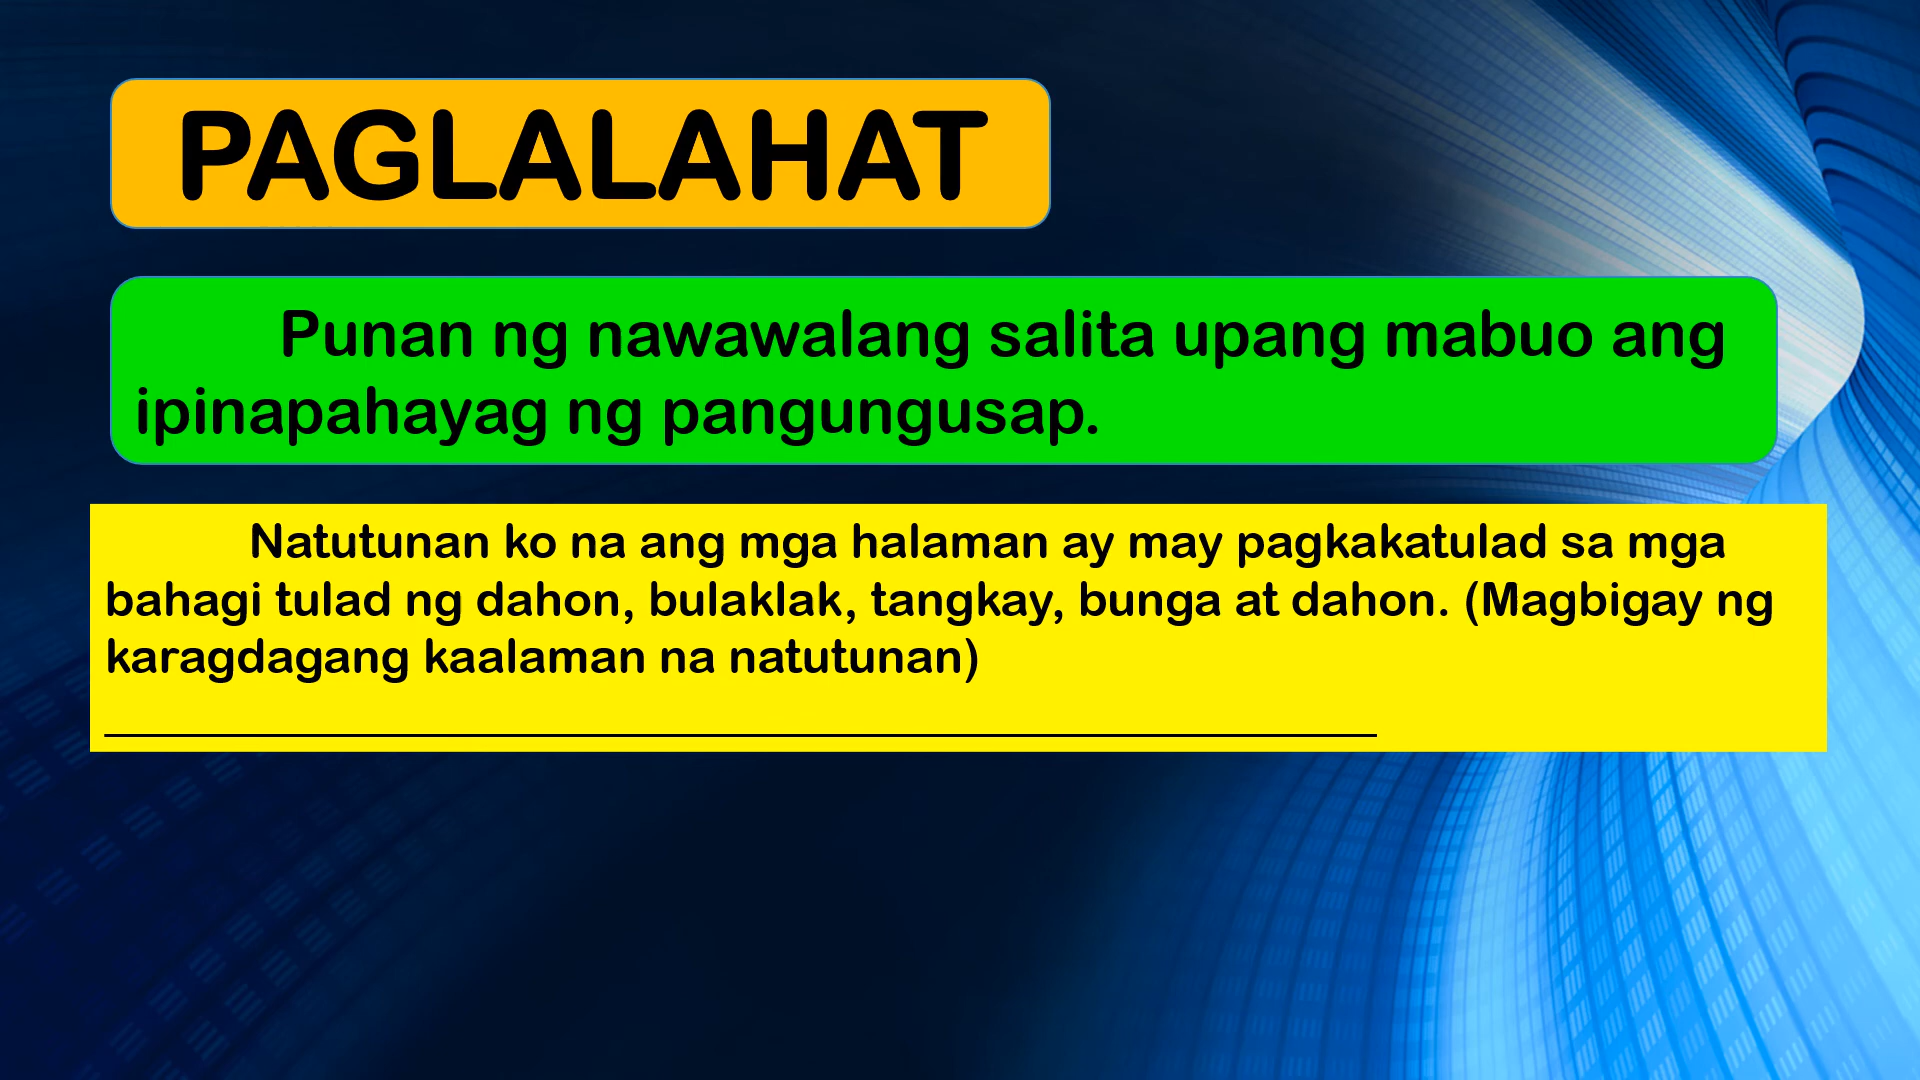 PAGLALAHAT
Punan ng nawawalang salita upang mabuo ang
ipinapahayag ng pangungusap.
Natutunan ko na ang mga halaman ay may pagkakatulad sa mga
bahagi tulad ng dahon, bulaklak, tangkay, bunga at dahon. (Magbigay ng
karagdagang kaalaman na natutunan)